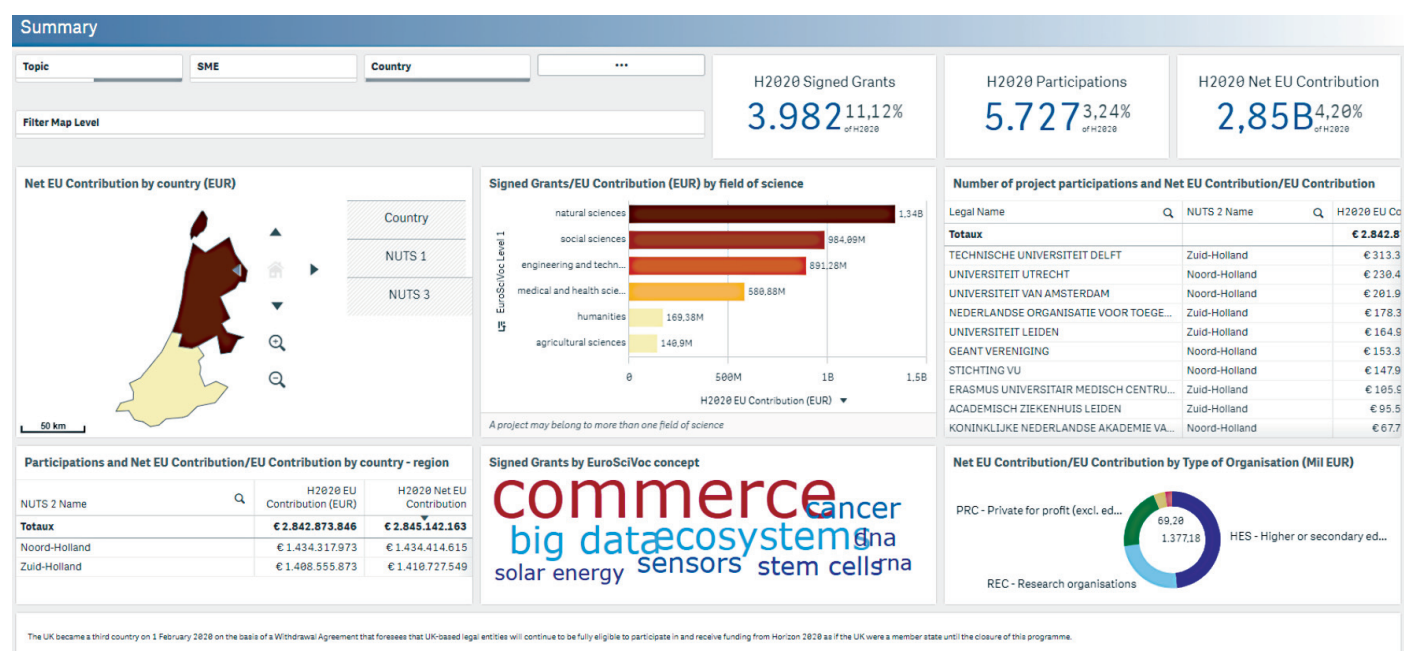 Summary
Topic
SME
Country
...
Filter Map Level
H2020 Signed Grants
3.982 11,12%
of H2020
H2020 Participations
5.727 3,24%
of H2020
H2020 Net EU Contribution
2,85B 4,20%
of H2020
Net EU Contribution by country (EUR)
Country
NUTS 1
NUTS 3
50 km
Signed Grants/EU Contribution (EUR) by field of science
EuroSciVoc Level 1
natural sciences 1,34B
social sciences 984,09M
engineering and techn... 891,28M
medical and health scie... 580,88M
humanities 169,38M
agricultural sciences 140,9M
0 500M 1B 1,5B
H2020 EU Contribution (EUR)
A project may belong to more than one field of science
Number of project participations and Net EU Contribution/EU Contribution
Legal Name NUTS 2 Name H2020 EU Co
Totaux € 2.842.8
TECHNISCHE UNIVERSITEIT DELFT Zuid-Holland € 313.3
UNIVERSITEIT UTRECHT Noord-Holland € 230.4
UNIVERSITEIT VAN AMSTERDAM Noord-Holland € 201.9
NEDERLANDSE ORGANISATIE VOOR TOEGE... Zuid-Holland € 178.3
UNIVERSITEIT LEIDEN Zuid-Holland € 164.9
GEANT VERENIGING Noord-Holland € 153.3
STICHTING VU Noord-Holland € 147.9
ERASMUS UNIVERSITAIR MEDISCH CENTRU... Zuid-Holland € 105.9
ACADEMISCH ZIEKENHUIS LEIDEN Zuid-Holland € 95.5
KONINKLIJKE NEDERLANDSE AKADEMIE VA... Noord-Holland € 67.7
Participations and Net EU Contribution/EU Contribution by country - region
NUTS 2 Name H2020 EU Contribution (EUR) H2020 Net EU Contribution
Totaux € 2.842.873.846 € 2.845.142.163
Noord-Holland € 1.434.317.973 € 1.434.414.615
Zuid-Holland € 1.408.555.873 € 1.410.727.549
Signed Grants by EuroSciVoc concept
commerce
cancer
big data
ecosystems
dna
solar energy
sensors
stem cells
rna
Net EU Contribution/EU Contribution by Type of Organisation (Mil EUR)
PRC - Private for profit (excl. ed...
69,20
1.377,18
HES - Higher or secondary ed...
REC - Research organisations
The UK became a third country on 1 February 2020 on the basis of a Withdrawal Agreement that foresees that UK-based legal entities will continue to be fully eligible to participate in and receive funding from Horizon 2020 as if the UK were a member state until the closure of this programme.